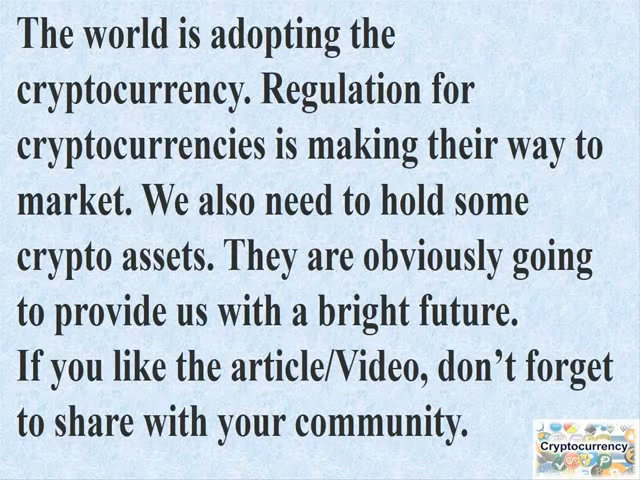 The world is adopting the
cryptocurrency. Regulation for
cryptocurrencies is making their way to
market. We also need to hold some
crypto assets. They are obviously going
to provide us with a bright future.
If you like the article/Video, don’t forget
to share with your community.
Cryptocurrency